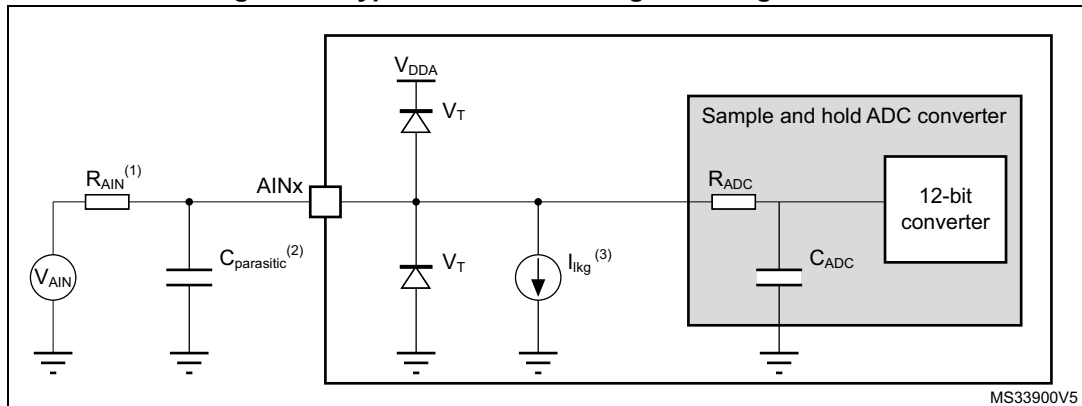 V_DDA
V_T
Sample and hold ADC converter
R_AIN^(1)
AINx
R_ADC
12-bit
converter
C_parasitic^(2)
V_T
I_lkg^(3)
C_ADC
V_AIN
MS33900V5